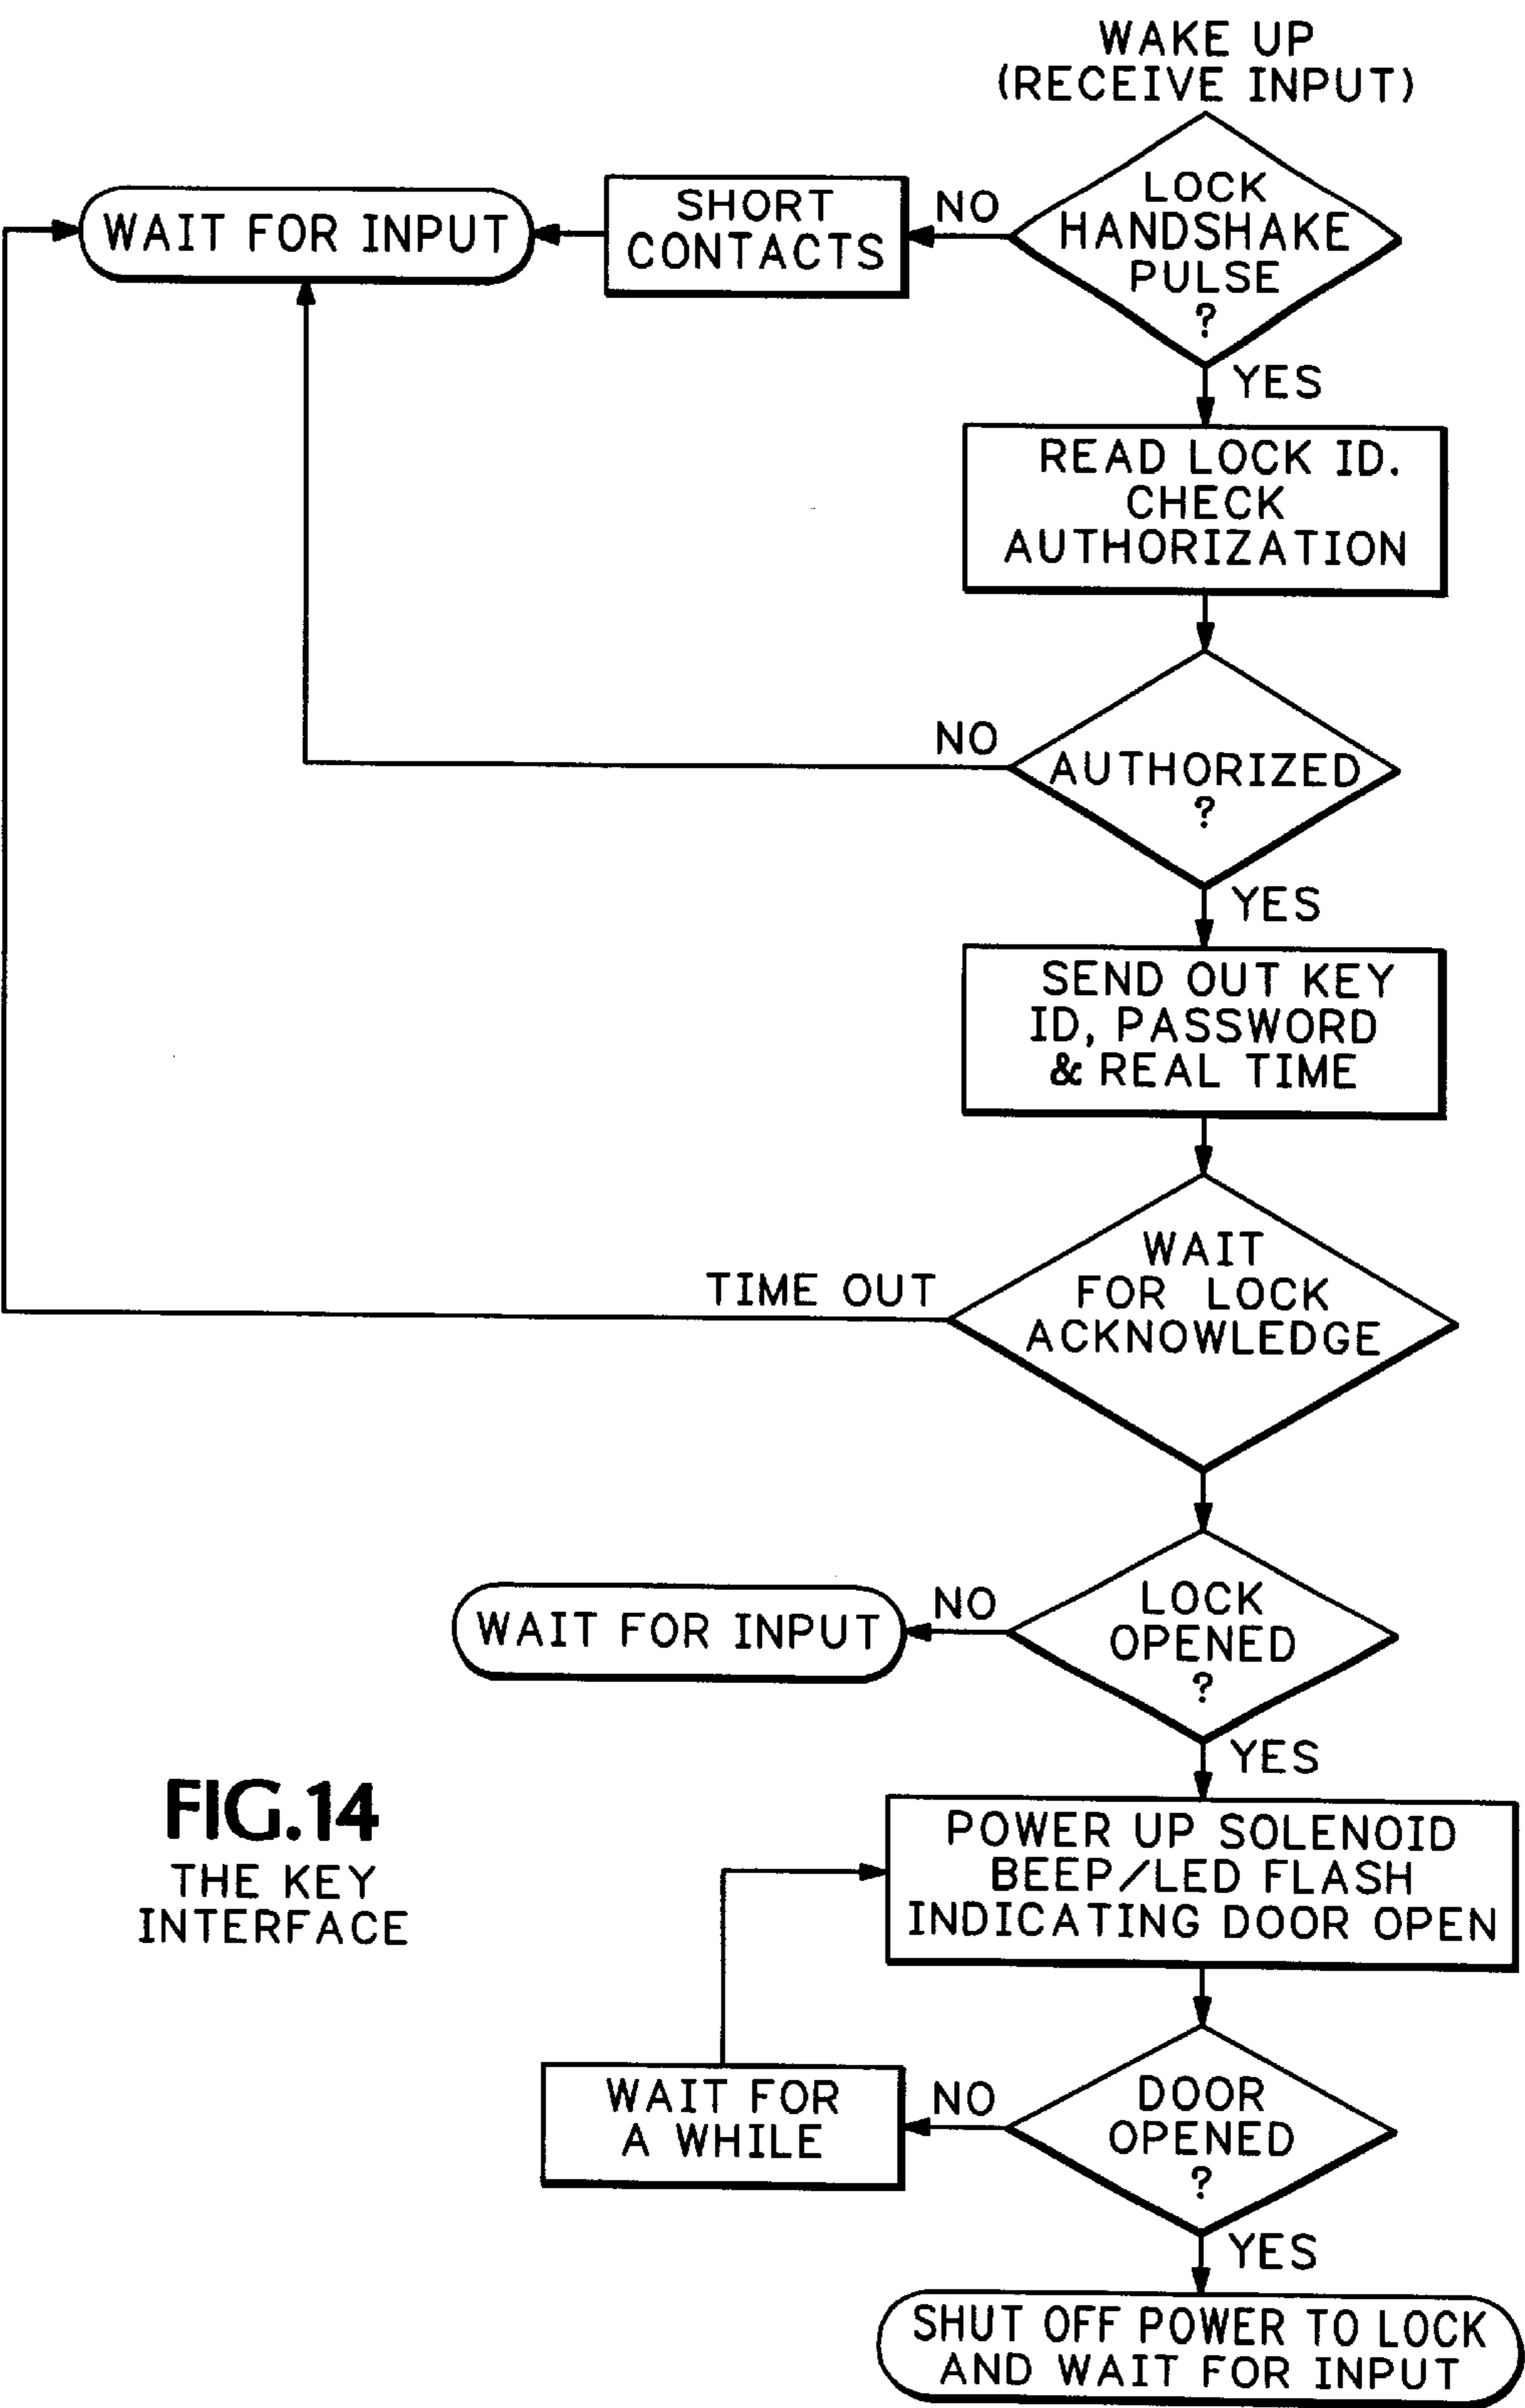 WAKE UP
(RECEIVE INPUT)
LOCK
HANDSHAKE
PULSE
?
NO
SHORT
CONTACTS
WAIT FOR INPUT
YES
READ LOCK ID.
CHECK
AUTHORIZATION
AUTHORIZED
?
NO
YES
SEND OUT KEY
ID, PASSWORD
& REAL TIME
WAIT
FOR LOCK
ACKNOWLEDGE
TIME OUT
LOCK
OPENED
?
NO
WAIT FOR INPUT
YES
POWER UP SOLENOID
BEEP/LED FLASH
INDICATING DOOR OPEN
DOOR
OPENED
?
NO
WAIT FOR
A WHILE
YES
SHUT OFF POWER TO LOCK
AND WAIT FOR INPUT
FIG.14
THE KEY
INTERFACE